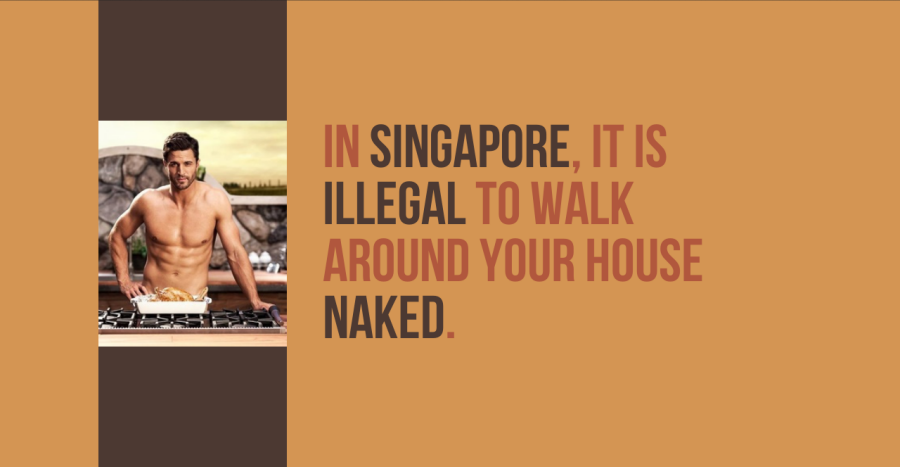 IN SINGAPORE, IT IS
ILLEGAL TO WALK
AROUND YOUR HOUSE
NAKED.